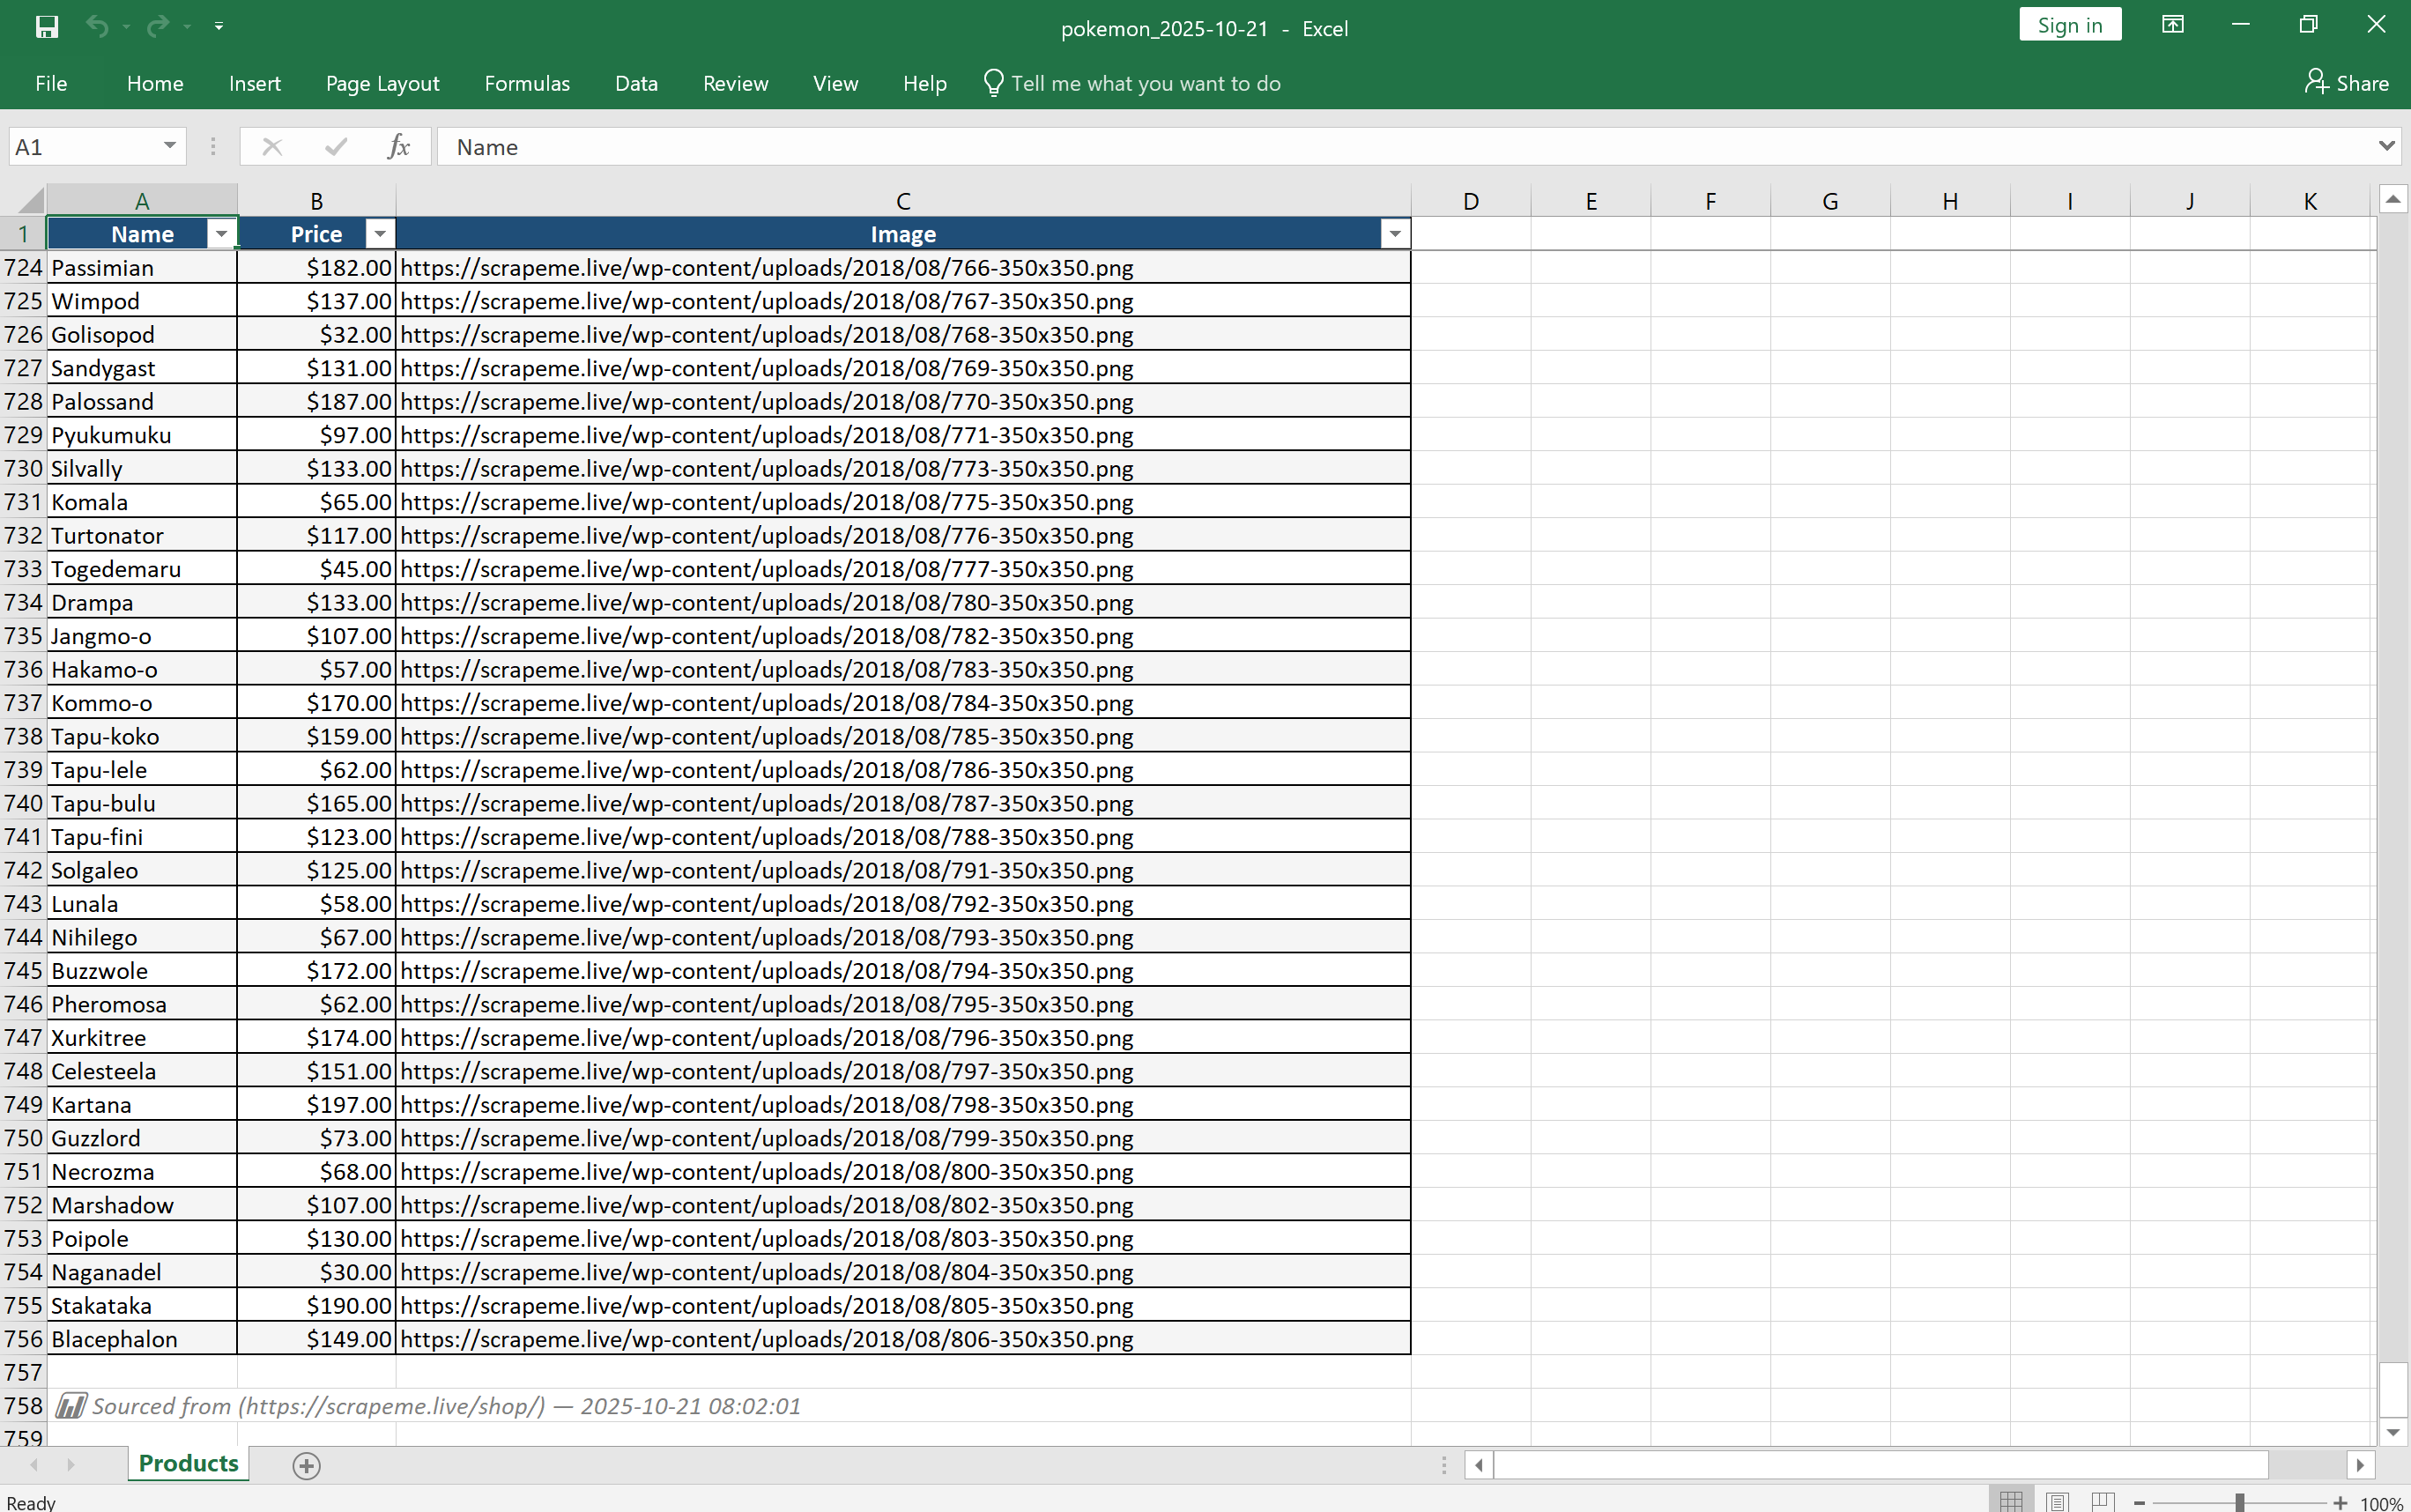 pokemon_2025-10-21 - Excel
Sign in
File Home Insert Page Layout Formulas Data Review View Help Tell me what you want to do Share
A1 fx Name
A B C D E F G H I J K
1 Name Price Image
724 Passimian $182.00 https://scrapeme.live/wp-content/uploads/2018/08/766-350x350.png
725 Wimpod $137.00 https://scrapeme.live/wp-content/uploads/2018/08/767-350x350.png
726 Golisopod $32.00 https://scrapeme.live/wp-content/uploads/2018/08/768-350x350.png
727 Sandygast $131.00 https://scrapeme.live/wp-content/uploads/2018/08/769-350x350.png
728 Palossand $187.00 https://scrapeme.live/wp-content/uploads/2018/08/770-350x350.png
729 Pyukumuku $97.00 https://scrapeme.live/wp-content/uploads/2018/08/771-350x350.png
730 Silvally $133.00 https://scrapeme.live/wp-content/uploads/2018/08/773-350x350.png
731 Komala $65.00 https://scrapeme.live/wp-content/uploads/2018/08/775-350x350.png
732 Turtonator $117.00 https://scrapeme.live/wp-content/uploads/2018/08/776-350x350.png
733 Togedemaru $45.00 https://scrapeme.live/wp-content/uploads/2018/08/777-350x350.png
734 Drampa $133.00 https://scrapeme.live/wp-content/uploads/2018/08/780-350x350.png
735 Jangmo-o $107.00 https://scrapeme.live/wp-content/uploads/2018/08/782-350x350.png
736 Hakamo-o $57.00 https://scrapeme.live/wp-content/uploads/2018/08/783-350x350.png
737 Kommo-o $170.00 https://scrapeme.live/wp-content/uploads/2018/08/784-350x350.png
738 Tapu-koko $159.00 https://scrapeme.live/wp-content/uploads/2018/08/785-350x350.png
739 Tapu-lele $62.00 https://scrapeme.live/wp-content/uploads/2018/08/786-350x350.png
740 Tapu-bulu $165.00 https://scrapeme.live/wp-content/uploads/2018/08/787-350x350.png
741 Tapu-fini $123.00 https://scrapeme.live/wp-content/uploads/2018/08/788-350x350.png
742 Solgaleo $125.00 https://scrapeme.live/wp-content/uploads/2018/08/791-350x350.png
743 Lunala $58.00 https://scrapeme.live/wp-content/uploads/2018/08/792-350x350.png
744 Nihilego $67.00 https://scrapeme.live/wp-content/uploads/2018/08/793-350x350.png
745 Buzzwole $172.00 https://scrapeme.live/wp-content/uploads/2018/08/794-350x350.png
746 Pheromosa $62.00 https://scrapeme.live/wp-content/uploads/2018/08/795-350x350.png
747 Xurkitree $174.00 https://scrapeme.live/wp-content/uploads/2018/08/796-350x350.png
748 Celesteela $151.00 https://scrapeme.live/wp-content/uploads/2018/08/797-350x350.png
749 Kartana $197.00 https://scrapeme.live/wp-content/uploads/2018/08/798-350x350.png
750 Guzzlord $73.00 https://scrapeme.live/wp-content/uploads/2018/08/799-350x350.png
751 Necrozma $68.00 https://scrapeme.live/wp-content/uploads/2018/08/800-350x350.png
752 Marshadow $107.00 https://scrapeme.live/wp-content/uploads/2018/08/802-350x350.png
753 Poipole $130.00 https://scrapeme.live/wp-content/uploads/2018/08/803-350x350.png
754 Naganadel $30.00 https://scrapeme.live/wp-content/uploads/2018/08/804-350x350.png
755 Stakataka $190.00 https://scrapeme.live/wp-content/uploads/2018/08/805-350x350.png
756 Blacephalon $149.00 https://scrapeme.live/wp-content/uploads/2018/08/806-350x350.png
757
758 Sourced from (https://scrapeme.live/shop/) — 2025-10-21 08:02:01
759
Products
Ready 100%